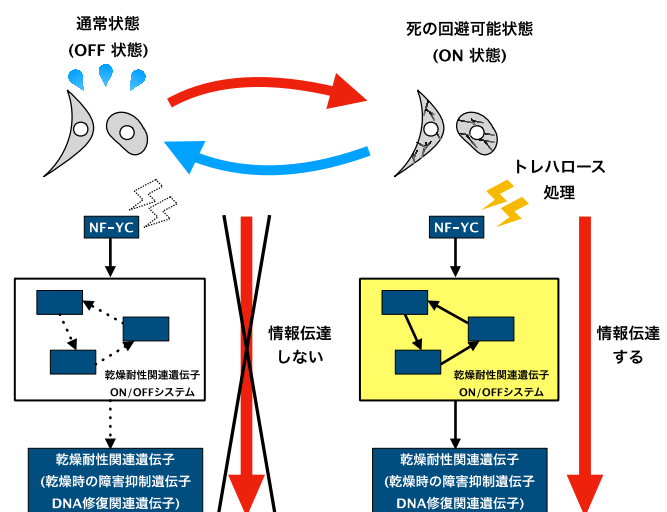 通常状態
(OFF 状態)
死の回避可能状態
(ON 状態)
トレハロース
処理
NF-YC
NF-YC
情報伝達
しない
情報伝達
する
乾燥耐性関連遺伝子
ON/OFFシステム
乾燥耐性関連遺伝子
ON/OFFシステム
乾燥耐性関連遺伝子
(乾燥時の障害抑制遺伝子
DNA修復関連遺伝子)
乾燥耐性関連遺伝子
(乾燥時の障害抑制遺伝子
DNA修復関連遺伝子)